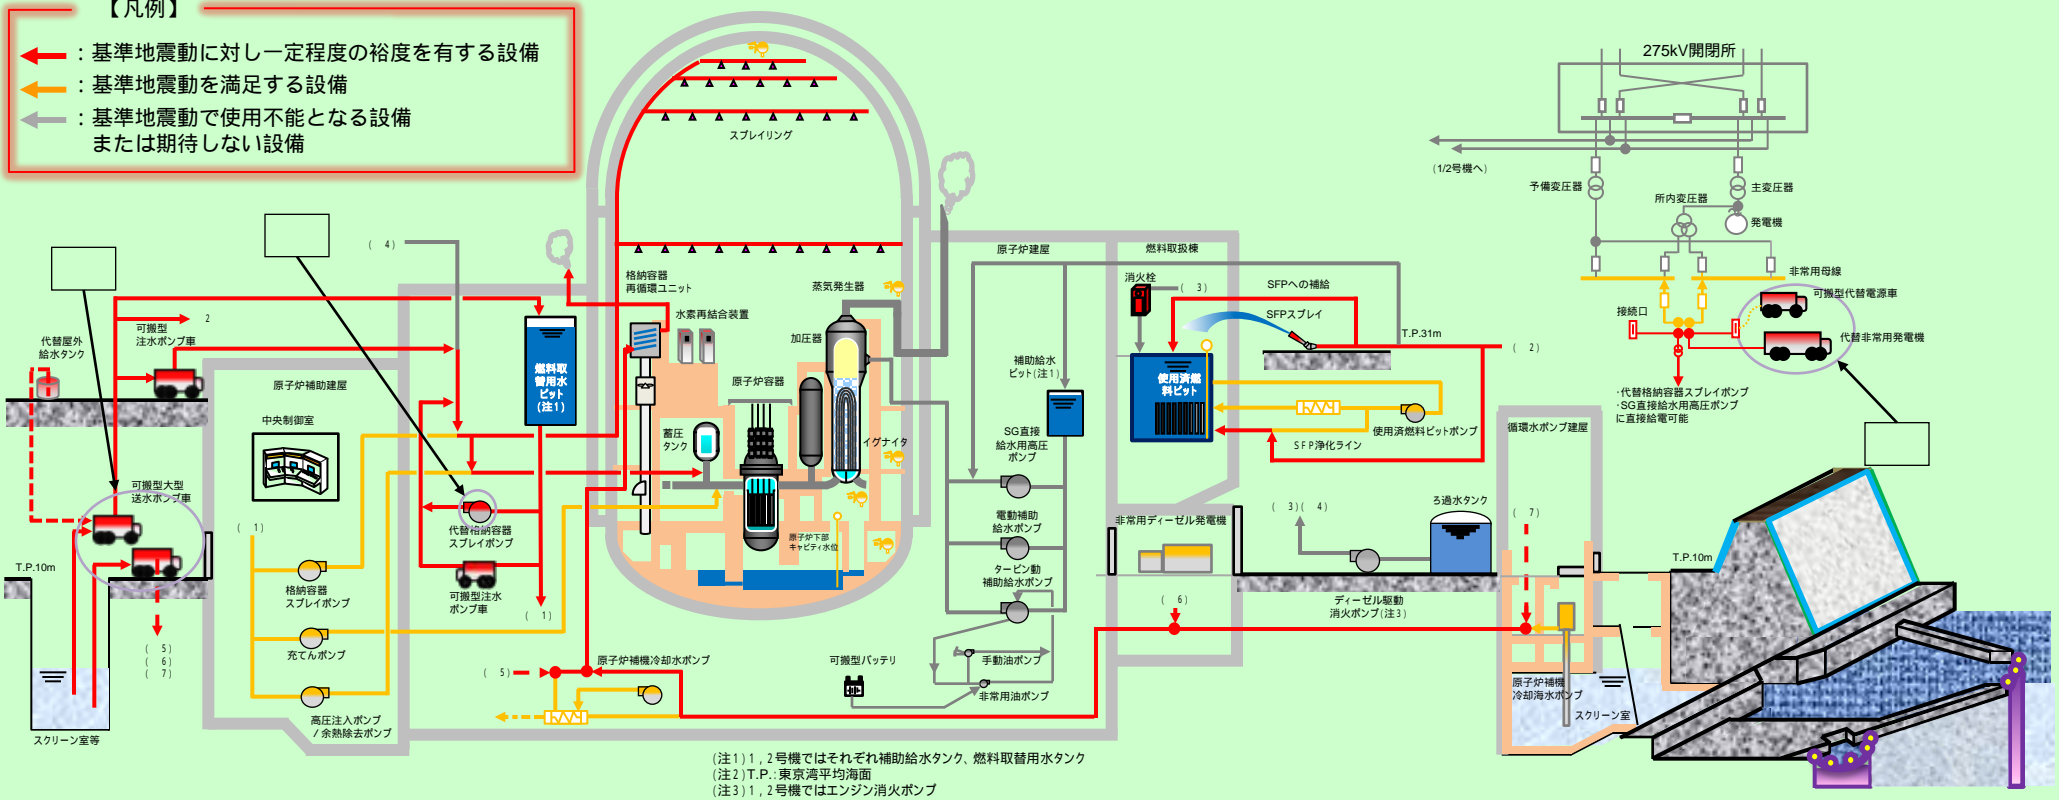 【凡例】
：基準地震動に対し一定程度の裕度を有する設備
：基準地震動を満足する設備
：基準地震動で使用不能となる設備
または期待しない設備
275kV開閉所
(1/2号機へ)
予備変圧器
主変圧器
所内変圧器
発電機
非常用母線
可搬型代替電源車
接続口
代替非常用発電機
・代替格納容器スプレイポンプ
・SG直接給水用高圧ポンプ
に直接給電可能
スプレイリング
格納容器
再循環ユニット
水素再結合装置
蒸気発生器
加圧器
原子炉容器
蓄圧
タンク
イグナイタ
原子炉下部
キャビティ水位
原子炉建屋
燃料取扱棟
消火栓
( 3)
SFPへの補給
SFPスプレイ
T.P.31m
( 2)
使用済燃
料ピット
使用済燃料ピットポンプ
SFP浄化ライン
補助給水
ピット(注1)
SG直接
給水用高圧
ポンプ
電動補助
給水ポンプ
タービン動
補助給水ポンプ
手動油ポンプ
非常用油ポンプ
可搬型バッテリ
( 4)
2
可搬型
注水ポンプ車
代替屋外
給水タンク
原子炉補助建屋
中央制御室
燃料取
替用水
ピット
(注1)
可搬型大型
送水ポンプ車
代替格納容器
スプレイポンプ
可搬型注水
ポンプ車
( 1)
( 1)
T.P.10m
格納容器
スプレイポンプ
充てんポンプ
高圧注入ポンプ
/余熱除去ポンプ
( 5)
( 6)
( 7)
スクリーン室等
( 5)
原子炉補機冷却水ポンプ
非常用ディーゼル発電機
( 3)( 4)
ろ過水タンク
ディーゼル駆動
消火ポンプ(注3)
( 6)
循環水ポンプ建屋
( 7)
T.P.10m
原子炉補機
冷却海水ポンプ
スクリーン室
(注1)1,2号機ではそれぞれ補助給水タンク、燃料取替用水タンク
(注2)T.P.:東京湾平均海面
(注3)1,2号機ではエンジン消火ポンプ